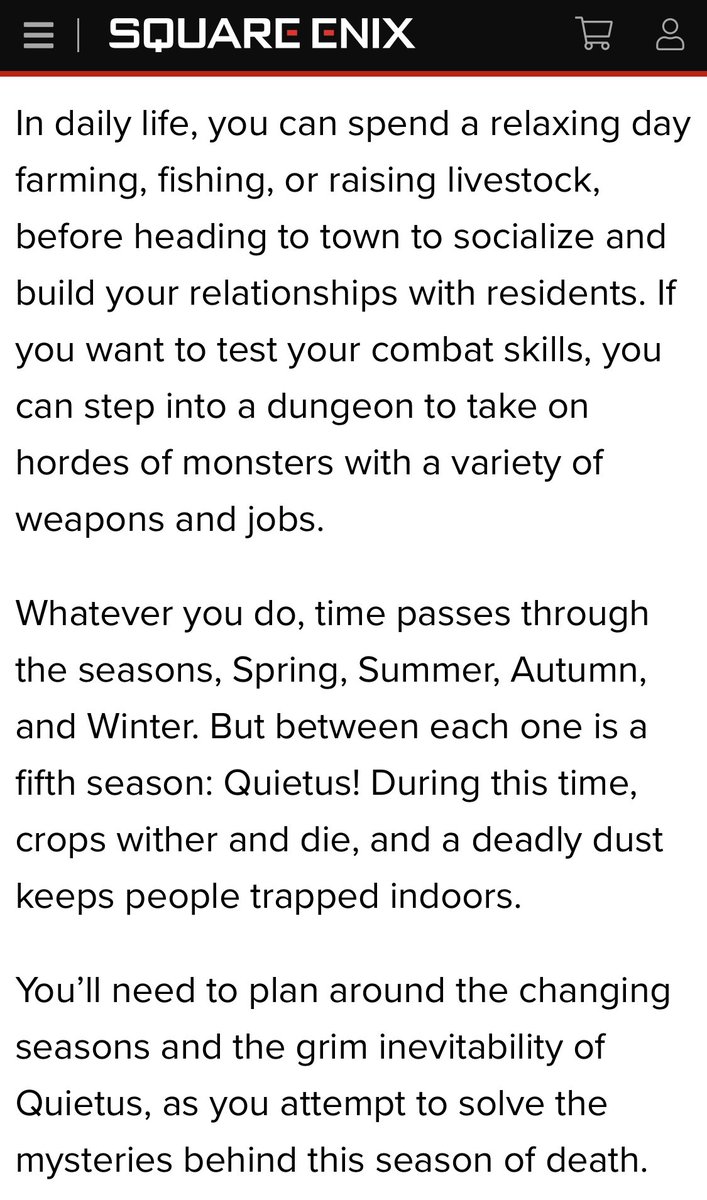 SQUARE ENIX
In daily life, you can spend a relaxing day
farming, fishing, or raising livestock,
before heading to town to socialize and
build your relationships with residents. If
you want to test your combat skills, you
can step into a dungeon to take on
hordes of monsters with a variety of
weapons and jobs.
Whatever you do, time passes through
the seasons, Spring, Summer, Autumn,
and Winter. But between each one is a
fifth season: Quietus! During this time,
crops wither and die, and a deadly dust
keeps people trapped indoors.
You’ll need to plan around the changing
seasons and the grim inevitability of
Quietus, as you attempt to solve the
mysteries behind this season of death.